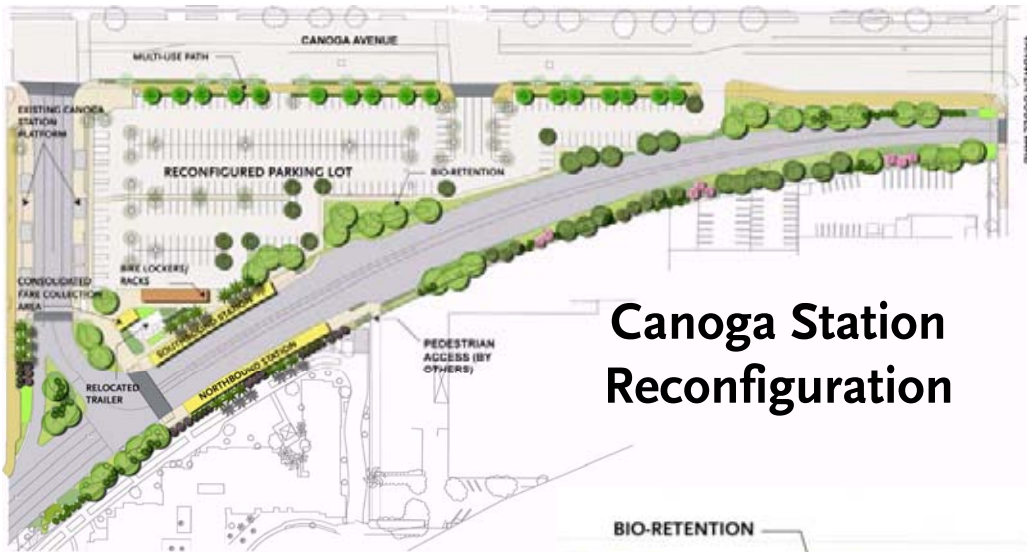 CANOGA AVENUE
MULTI-USE PATH
EXISTING CANOGA
STATION
PLATFORM
RECONFIGURED PARKING LOT
BIO-RETENTION
BIKE LOCKERS/
RACKS
CONSOLIDATED
FARE COLLECTION
AREA
SOUTHBOUND STATION
NORTHBOUND STATION
PEDESTRIAN
ACCESS (BY
OTHERS)
RELOCATED
TRAILER
Canoga Station
Reconfiguration
BIO-RETENTION